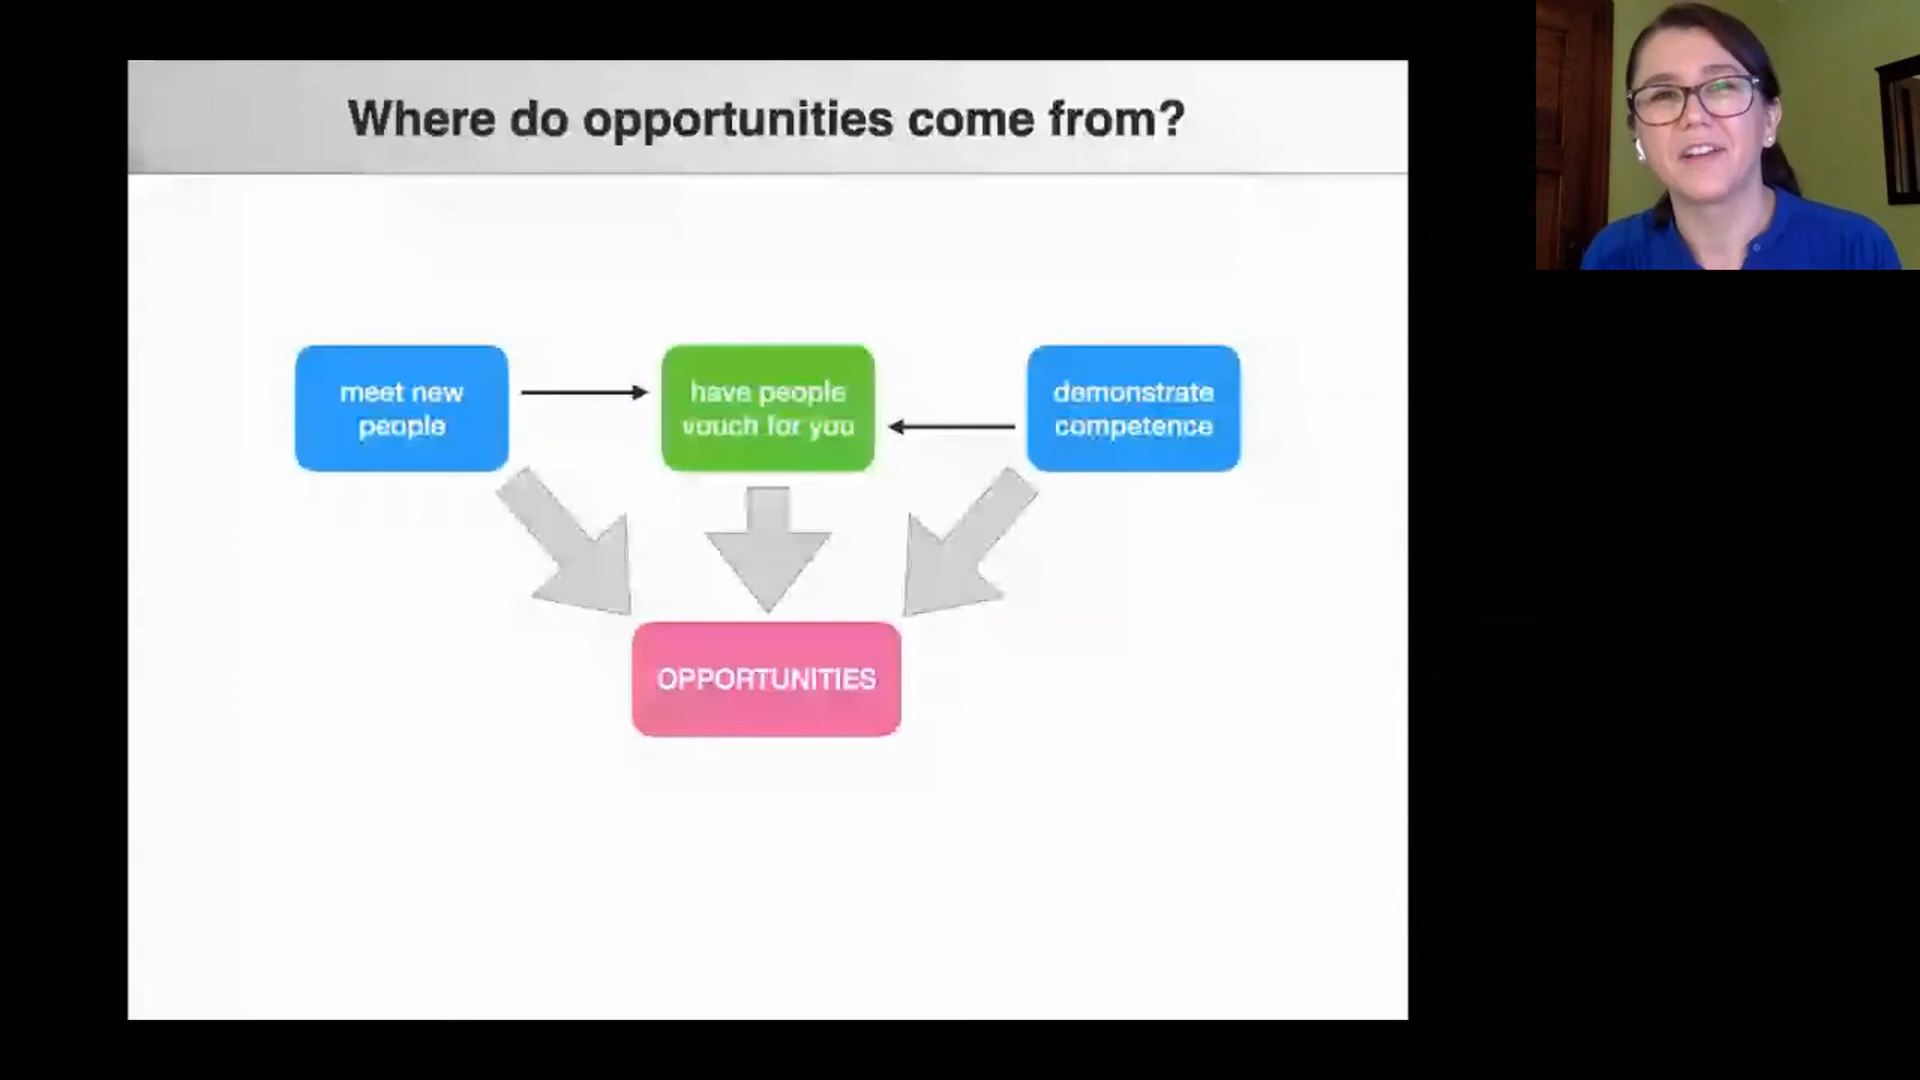 Where do opportunities come from?
meet new
people
have people
vouch for you
demonstrate
competence
OPPORTUNITIES